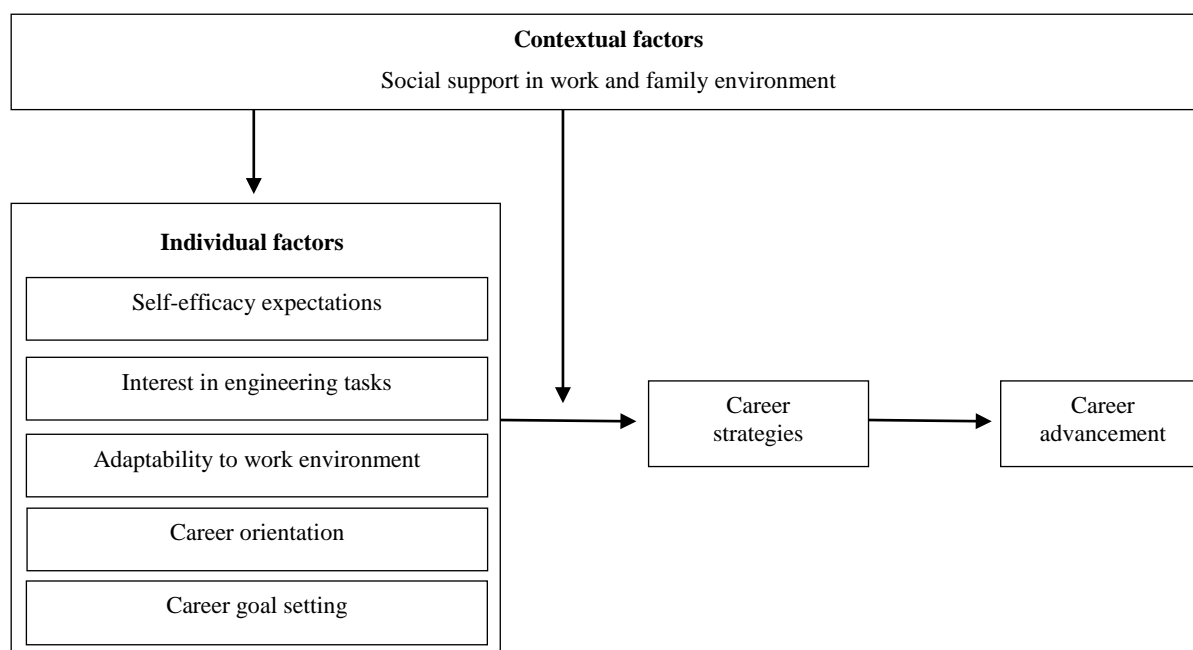 Contextual factors
Social support in work and family environment
Individual factors
Self-efficacy expectations
Interest in engineering tasks
Adaptability to work environment
Career orientation
Career goal setting
Career
strategies
Career
advancement